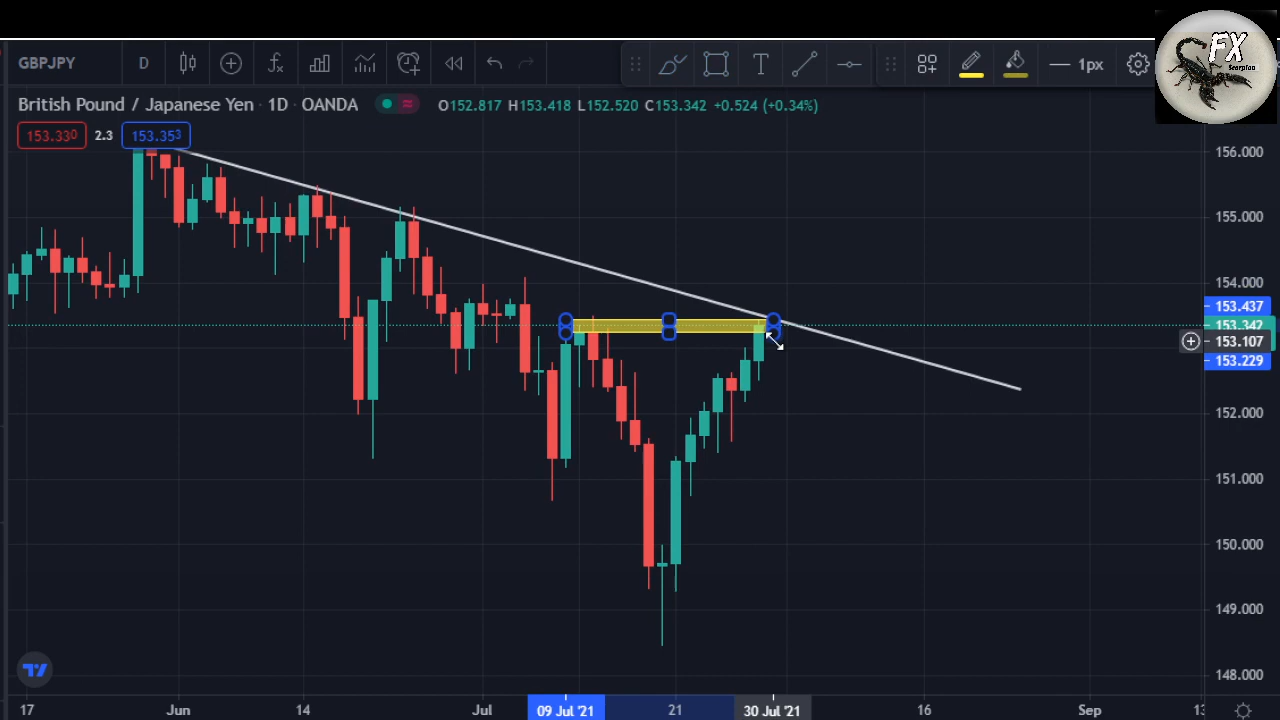 GBPJPY D 1px
FX
Scorpion
British Pound / Japanese Yen · 1D · OANDA O152.817 H153.418 L152.520 C153.342 +0.524 (+0.34%)
153.330 2.3 153.353
156.000
155.000
154.000
153.437
153.342
153.107
153.229
152.000
151.000
150.000
149.000
148.000
17 Jun 14 Jul 09 Jul '21 21 30 Jul '21 16 Sep 13